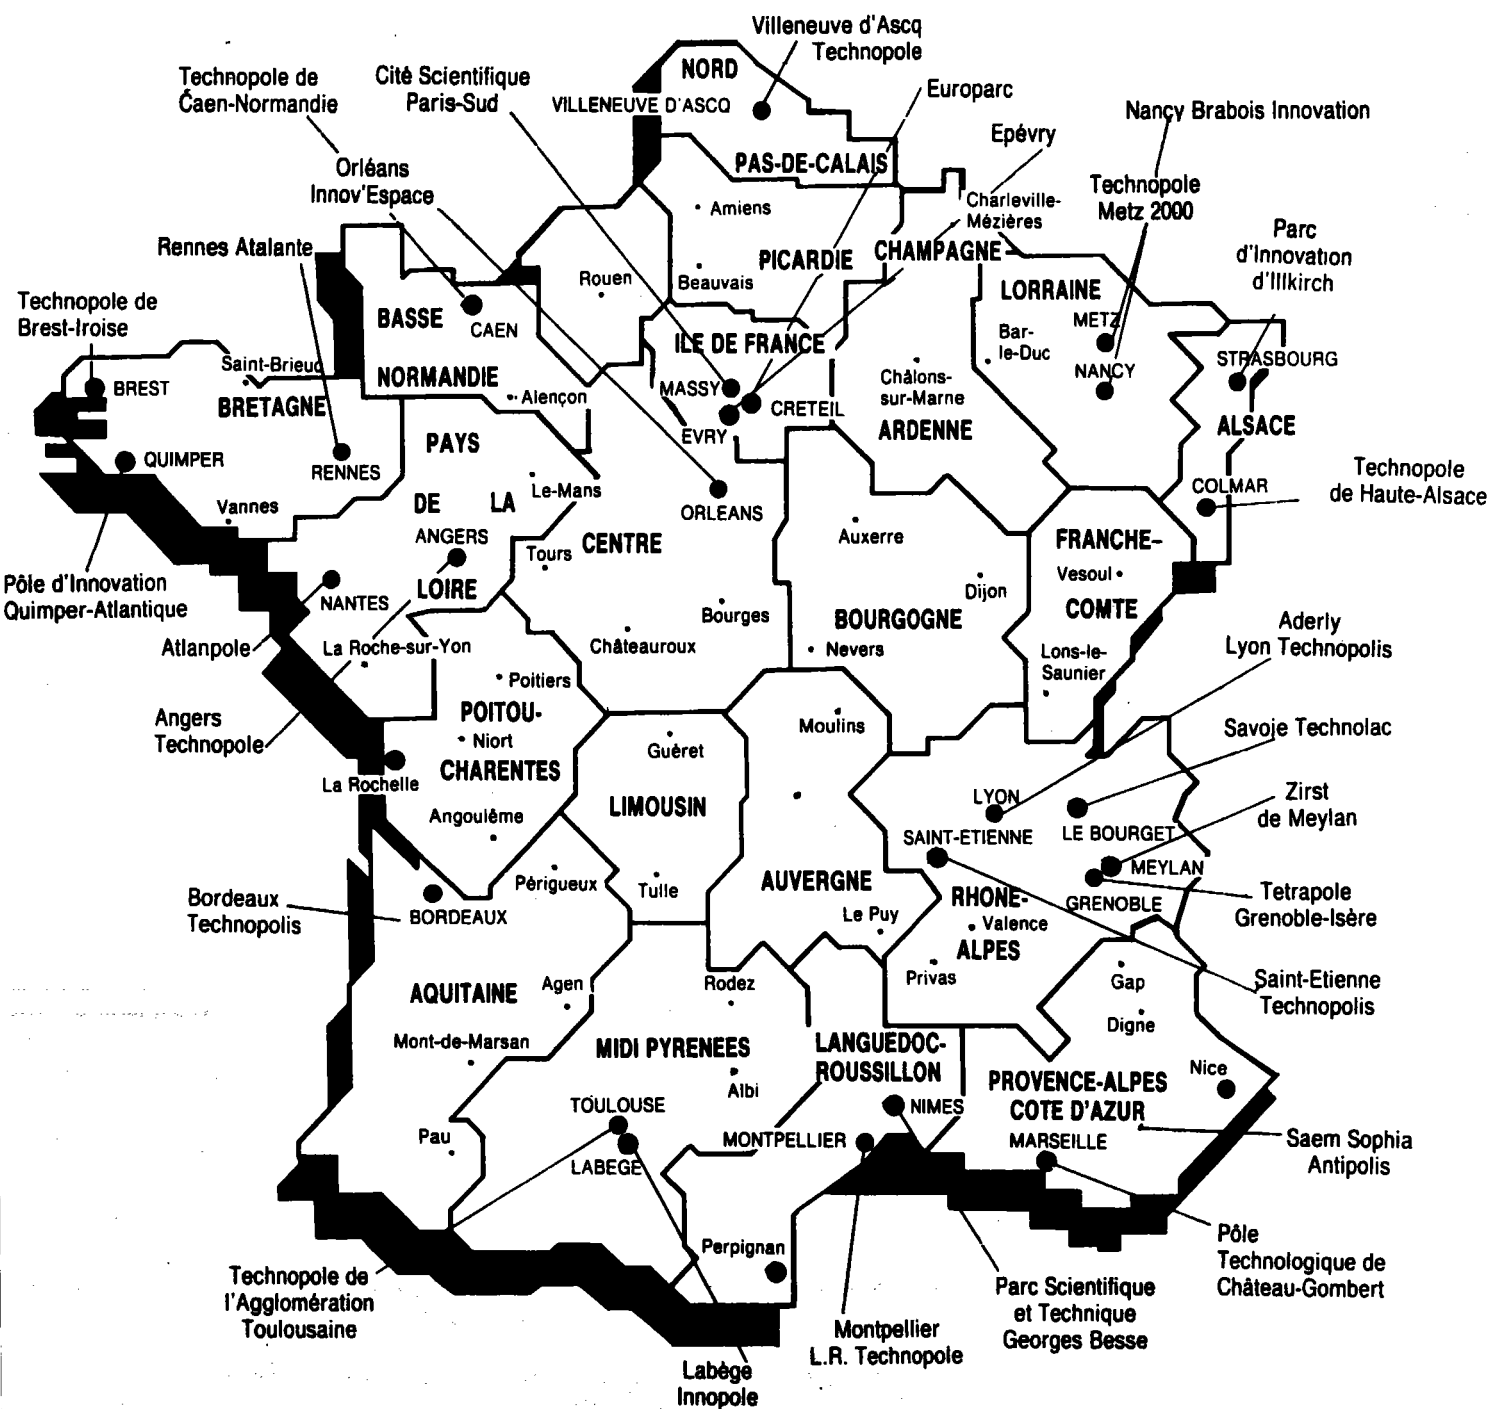 Villeneuve d'Ascq
Technopole
Technopole de
Caen-Normandie
Cité Scientifique
Paris-Sud
NORD
VILLENEUVE D'ASCQ
Europarc
Nancy Brabois Innovation
Epévry
Orléans
Innov'Espace
PAS-DE-CALAIS
Technopole
Metz 2000
Charleville-
Mézières
Amiens
Parc
d'Innovation
d'Illkirch
Rennes Atalante
PICARDIE
CHAMPAGNE
Rouen
Beauvais
LORRAINE
Technopole de
Brest-Iroise
BASSE
CAEN
METZ
Bar-
le-Duc
ILE DE FRANCE
Saint-Brieuc
NORMANDIE
STRASBOURG
NANCY
Châlons-
sur-Marne
BREST
MASSY
Alençon
BRETAGNE
CRETEIL
EVRY
ARDENNE
ALSACE
PAYS
QUIMPER
RENNES
Technopole
de Haute-Alsace
Le-Mans
COLMAR
Vannes
DE LA
ORLEANS
ANGERS
Tours
CENTRE
Auxerre
FRANCHE-
Vesoul
Pôle d'Innovation
Quimper-Atlantique
LOIRE
NANTES
Dijon
COMTE
Bourges
BOURGOGNE
Aderly
Lyon Technopolis
Atlanpole
La Roche-sur-Yon
Châteauroux
Nevers
Lons-le-
Saunier
Poitiers
Angers
Technopole
POITOU-
Niort
Moulins
Savoie Technolac
Guéret
CHARENTES
La Rochelle
LYON
Zirst
de Meylan
LIMOUSIN
Angoulême
SAINT-ETIENNE
LE BOURGET
MEYLAN
Périgueux
Tulle
AUVERGNE
RHONE-
GRENOBLE
Tetrapole
Grenoble-Isère
Bordeaux
Technopolis
BORDEAUX
Le Puy
Valence
ALPES
Privas
Gap
Saint-Etienne
Technopolis
AQUITAINE
Agen
Rodez
Digne
Mont-de-Marsan
MIDI PYRENEES
LANGUEDOC-
ROUSSILLON
PROVENCE-ALPES
COTE D'AZUR
Nice
Albi
TOULOUSE
NIMES
Pau
MONTPELLIER
MARSEILLE
Saem Sophia
Antipolis
LABEGE
Perpignan
Pôle
Technologique de
Château-Gombert
Technopole de
l'Agglomération
Toulousaine
Parc Scientifique
et Technique
Georges Besse
Montpellier
L.R. Technopole
Labège
Innopole